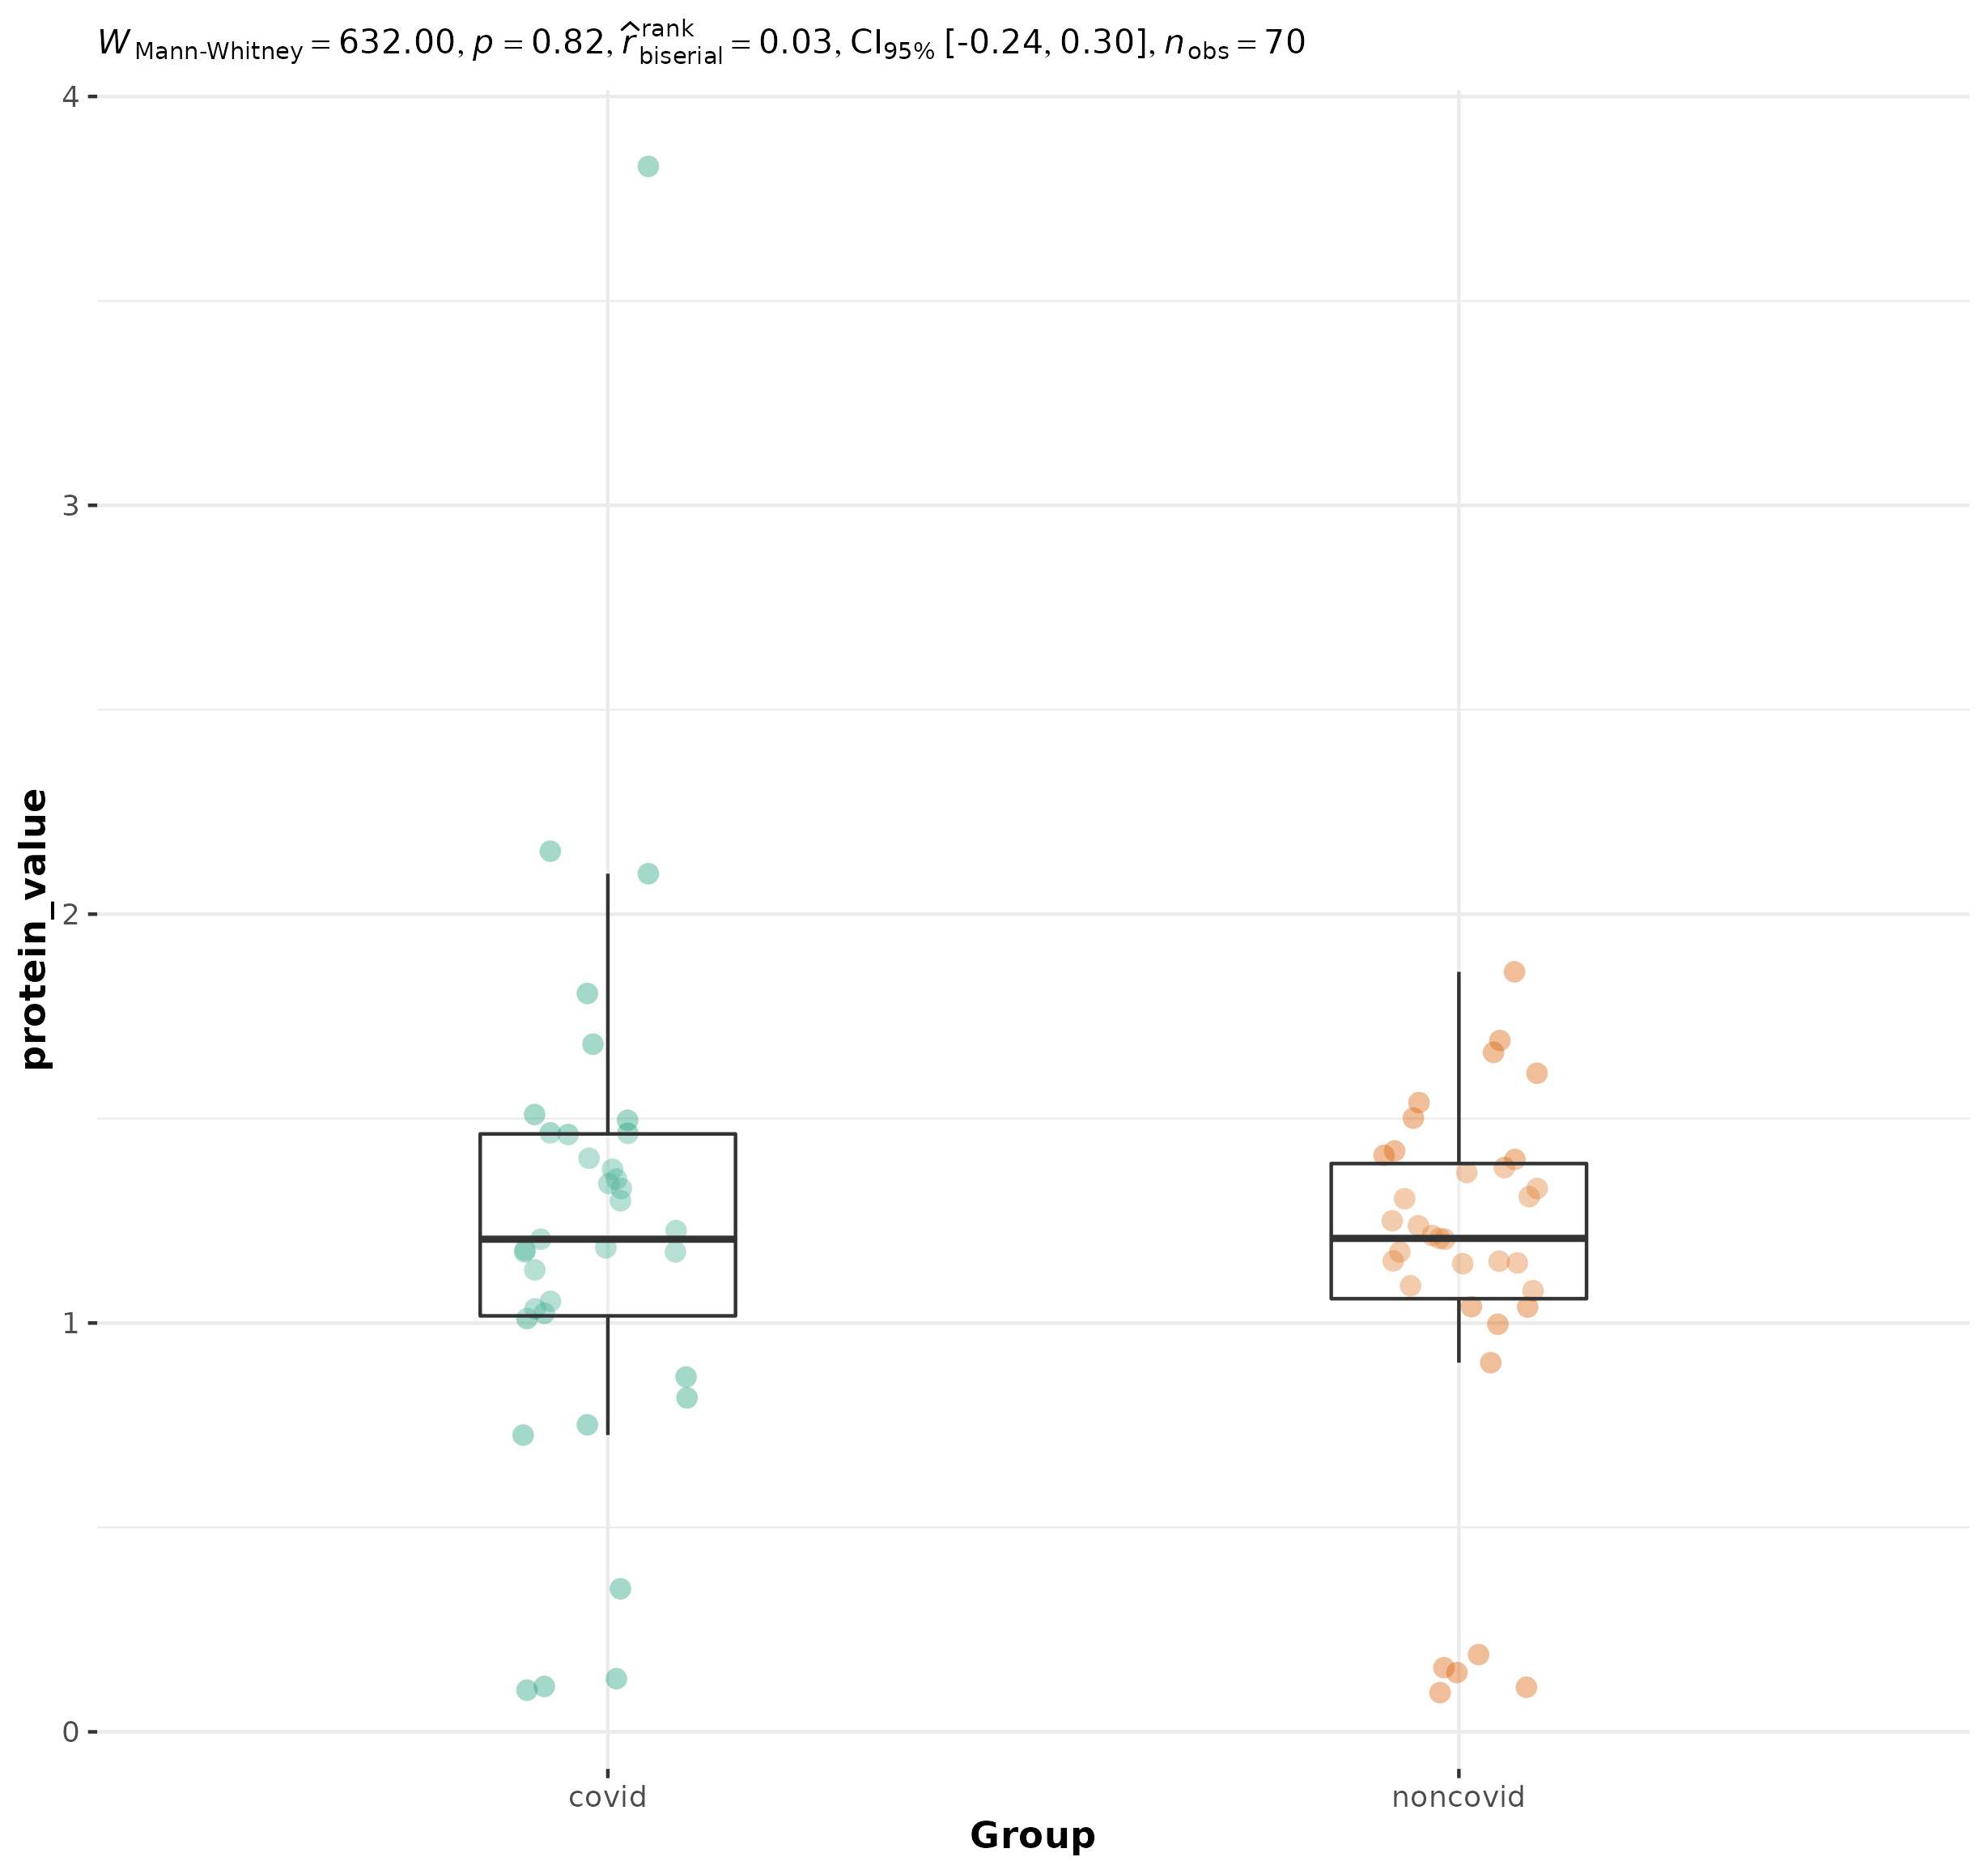 W Mann-Whitney = 632.00, p = 0.82, r̂ rank biserial = 0.03, CI95% [-0.24, 0.30], nobs = 70
4
3
2
1
0
protein_value
covid noncovid
Group